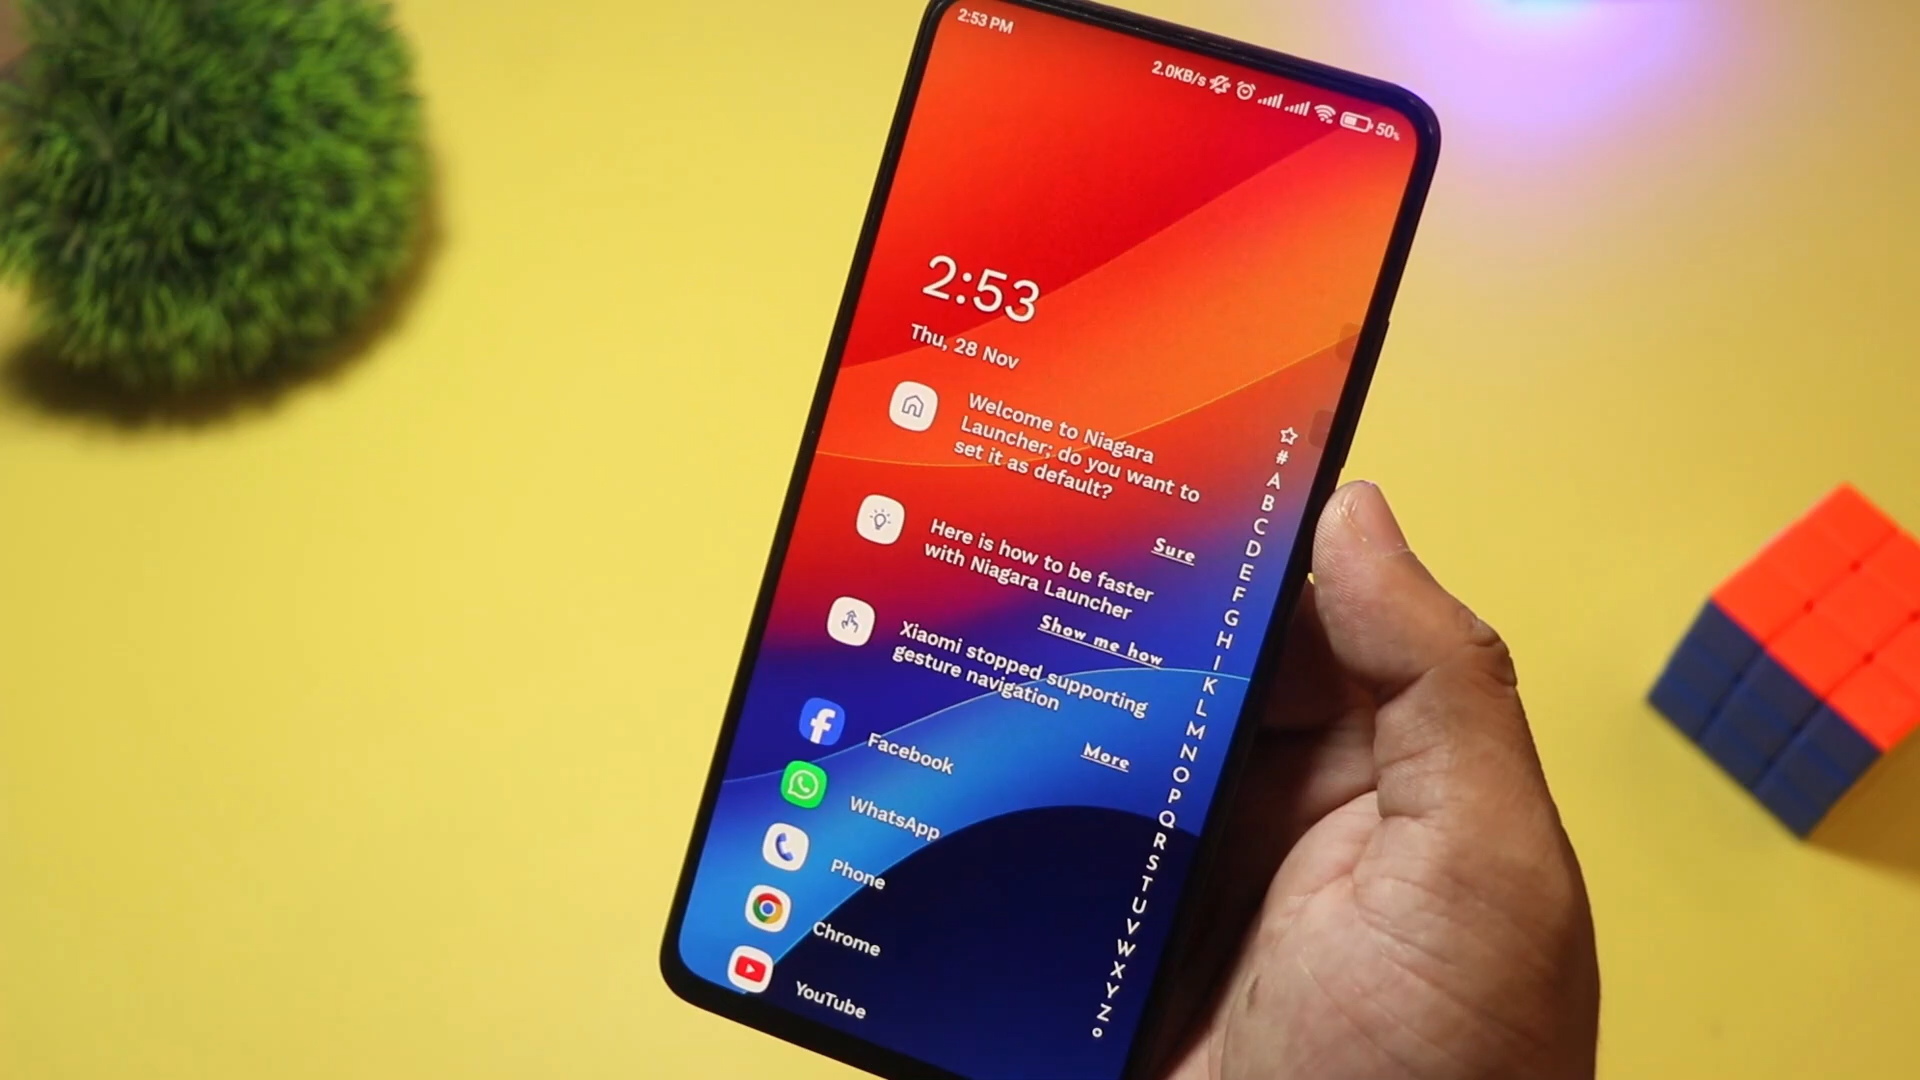 2:53 PM
2.0KB/s
50%
2:53
Thu, 28 Nov
Welcome to Niagara
Launcher; do you want to
set it as default?
Sure
Here is how to be faster
with Niagara Launcher
Show me how
Xiaomi stopped supporting
gesture navigation
More
Facebook
WhatsApp
Phone
Chrome
YouTube
#
A
B
C
D
E
F
G
H
I
K
L
M
N
O
P
Q
R
S
T
U
V
W
X
Y
Z